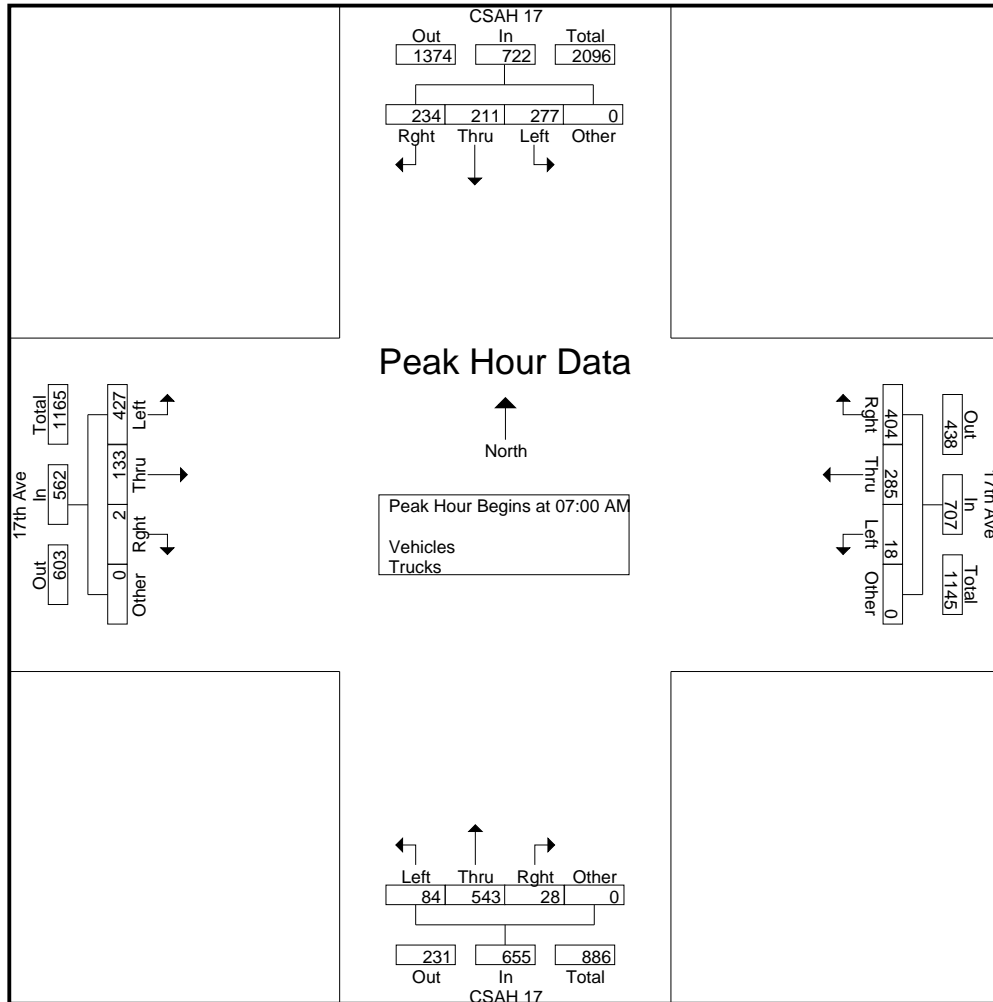 CSAH 17
Out In Total
1374 722 2096
234 211 277 0
Rght Thru Left Other
Peak Hour Data
North
Peak Hour Begins at 07:00 AM
Vehicles
Trucks
17th Ave
Total In Out
1165 562 603
427 133 2 0
Left Thru Rght Other
17th Ave
Out In Total
438 707 1145
404 285 18 0
Rght Thru Left Other
Left Thru Rght Other
84 543 28 0
231 655 886
Out In Total
CSAH 17